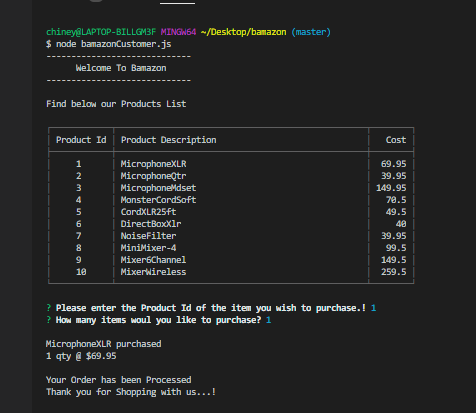 chiney@LAPTOP-BILLGM3F MINGW64 ~/Desktop/bamazon (master)
$ node bamazonCustomer.js
----------------------------
Welcome To Bamazon
----------------------------
Find below our Products List
Product Id Product Description Cost
1 MicrophoneXLR 69.95
2 MicrophoneQtr 39.95
3 MicrophoneMdset 149.95
4 MonsterCordSoft 70.5
5 CordXLR25ft 49.5
6 DirectBoxXlr 40
7 NoiseFilter 39.95
8 MiniMixer-4 99.5
9 Mixer6Channel 149.5
10 MixerWireless 259.5
? Please enter the Product Id of the item you wish to purchase.! 1
? How many items woul you like to purchase? 1
MicrophoneXLR purchased
1 qty @ $69.95
Your Order has been Processed
Thank you for Shopping with us...!